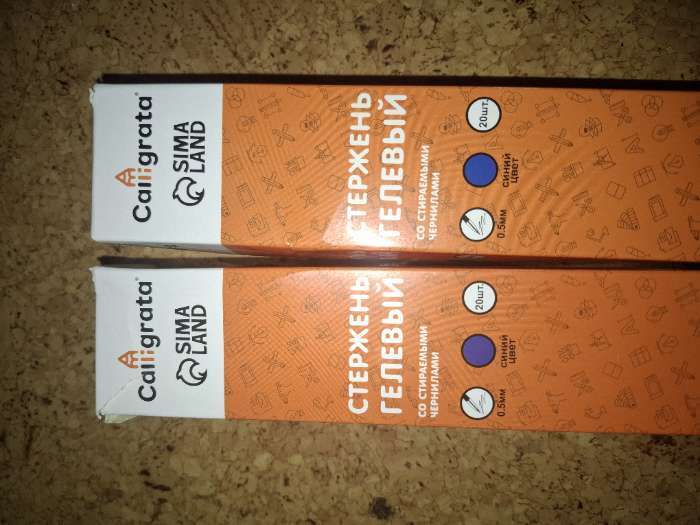 Calligrata
SIMA
LAND
СТЕРЖЕНЬ
ГЕЛЕВЫЙ
СО СТИРАЕМЫМИ
ЧЕРНИЛАМИ
0.5мм
СИНИЙ
ЦВЕТ
20шт.
Calligrata
SIMA
LAND
СТЕРЖЕНЬ
ГЕЛЕВЫЙ
СО СТИРАЕМЫМИ
ЧЕРНИЛАМИ
0.5мм
СИНИЙ
ЦВЕТ
20шт.